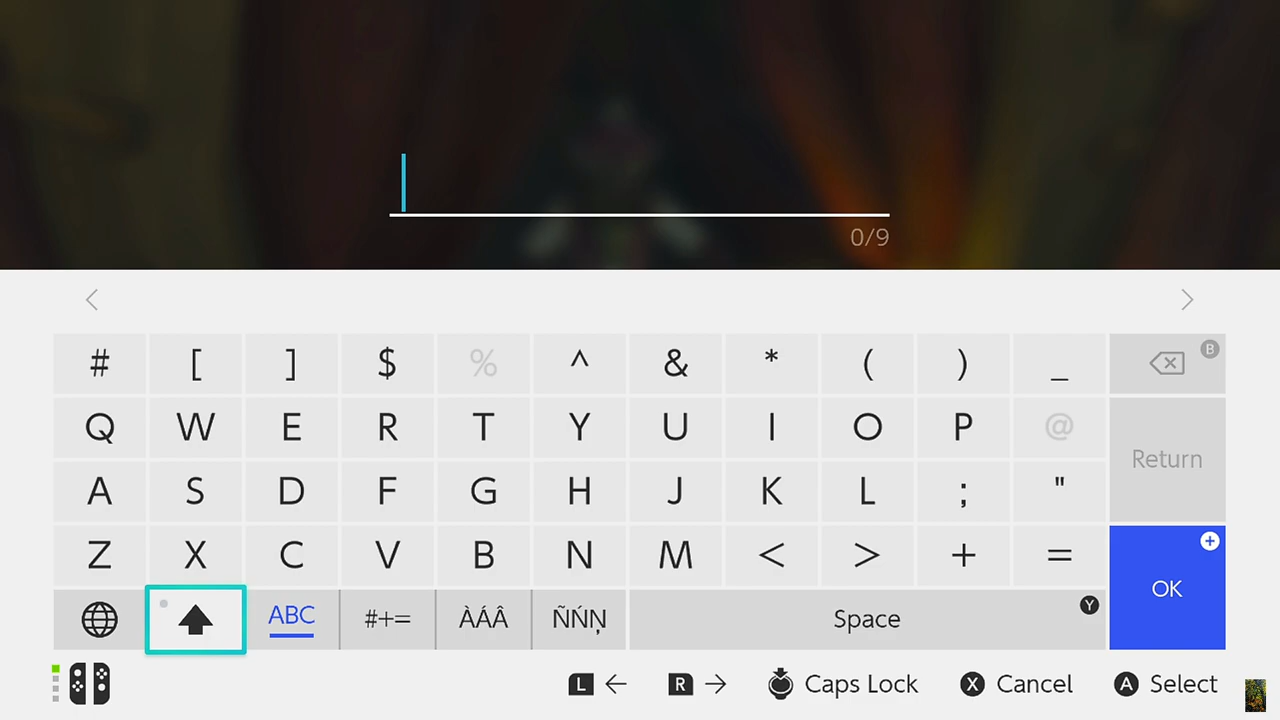 0/9
# [ ] $ % ^ & * ( ) _ B
Q W E R T Y U I O P @ Return
A S D F G H J K L ; "
Z X C V B N M < > + = OK
ABC #+= ÀÁÂ ÑŃŅ Space Y
L ← R → Caps Lock X Cancel A Select